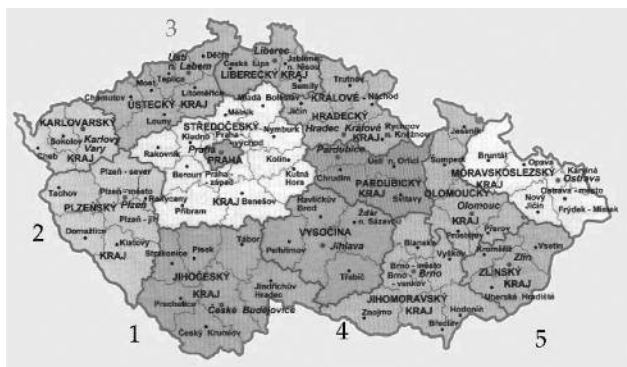 3
Ústí
n. Labem
Děčín
Liberec
Česká Lípa
Jablonec
n. Nisou
LIBERECKÝ KRAJ
Semily
Most
Teplice
Chomutov
Litoměřice
ÚSTECKÝ KRAJ
Louny
Trutnov
KRÁLOVÉ-
Náchod
HRADECKÝ
Jičín
Hradec Králové
KRAJ
Rychnov
n. Kněžnou
KARLOVARSKÝ
Sokolov
Karlovy
Vary
Cheb
KRAJ
Mladá Boleslav
Mělník
STŘEDOČESKÝ
Nymburk
Kladno
Praha-
východ
Praha
PRAHA
Rakovník
Kolín
Beroun
Praha-
západ
Kutná
Hora
KRAJ
Benešov
Příbram
Pardubice
Ústí n. Orlicí
Chrudim
PARDUBICKÝ
KRAJ
Svitavy
Jeseník
Šumperk
OLOMOUCKÝ
KRAJ
Olomouc
Prostějov
Přerov
Bruntál
Opava
MORAVSKOSLEZSKÝ
KRAJ
Karviná
Ostrava
Ostrava-město
Nový
Jičín
Frýdek-Místek
Plzeň-sever
Tachov
Plzeň-město
Rokycany
PLZEŇSKÝ
Plzeň
Plzeň-jih
Domažlice
Klatovy
KRAJ
2
Havlíčkův
Brod
Žďár
n. Sázavou
VYSOČINA
Pelhřimov
Jihlava
Třebíč
Tábor
Písek
Strakonice
JIHOČESKÝ
KRAJ
Jindřichův
Hradec
Prachatice
České Budějovice
Český Krumlov
1
Blansko
Vyškov
Brno-město
Brno-
venkov
Brno
JIHOMORAVSKÝ
KRAJ
Znojmo
Hodonín
Břeclav
4
Kroměříž
Vsetín
Zlín
ZLÍNSKÝ
KRAJ
Uherské Hradiště
5